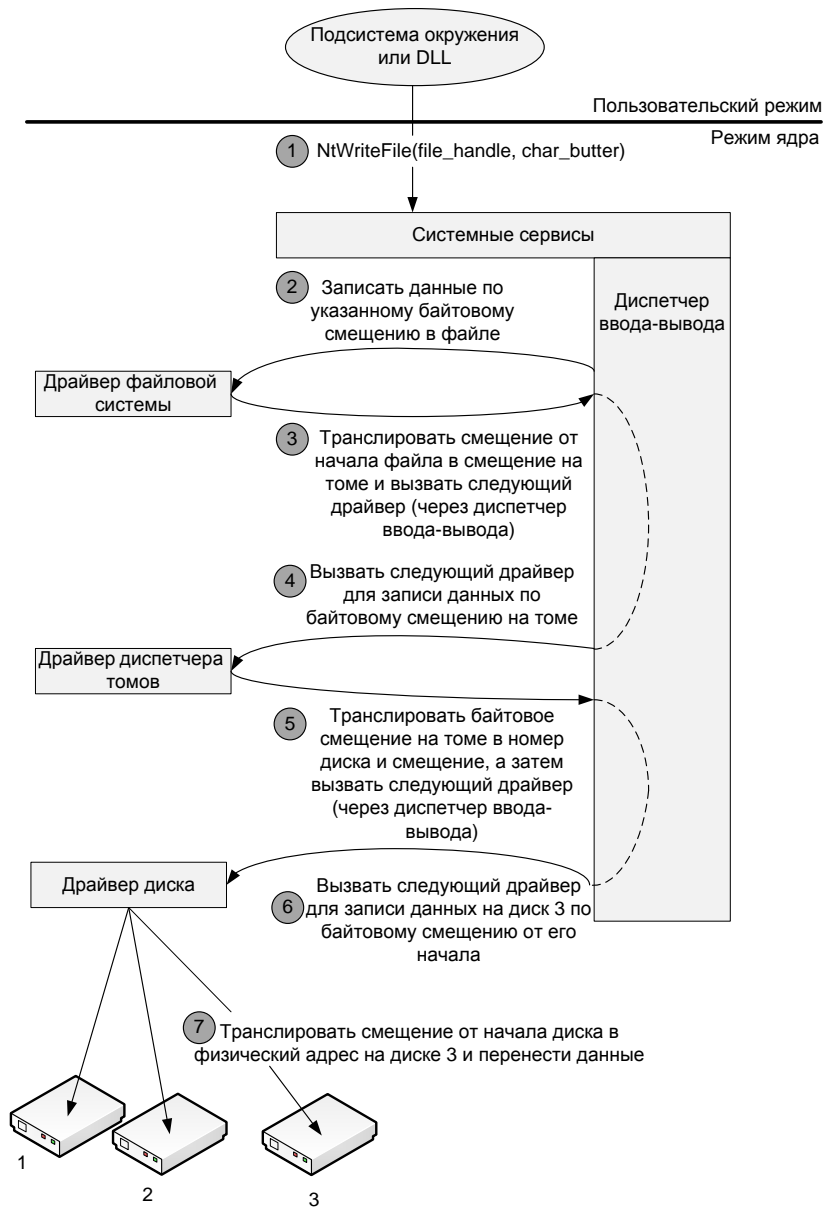 Подсистема окружения
или DLL
Пользовательский режим
Режим ядра
1 NtWriteFile(file_handle, char_butter)
Системные сервисы
Диспетчер
ввода-вывода
2 Записать данные по
указанному байтовому
смещению в файле
Драйвер файловой
системы
3 Транслировать смещение от
начала файла в смещение на
томе и вызвать следующий
драйвер (через диспетчер
ввода-вывода)
4 Вызвать следующий драйвер
для записи данных по
байтовому смещению на томе
Драйвер диспетчера
томов
5 Транслировать байтовое
смещение на томе в номер
диска и смещение, а затем
вызвать следующий драйвер
(через диспетчер ввода-
вывода)
Драйвер диска
6 Вызвать следующий драйвер
для записи данных на диск 3 по
байтовому смещению от его
начала
7 Транслировать смещение от начала диска в
физический адрес на диске 3 и перенести данные
1
2
3